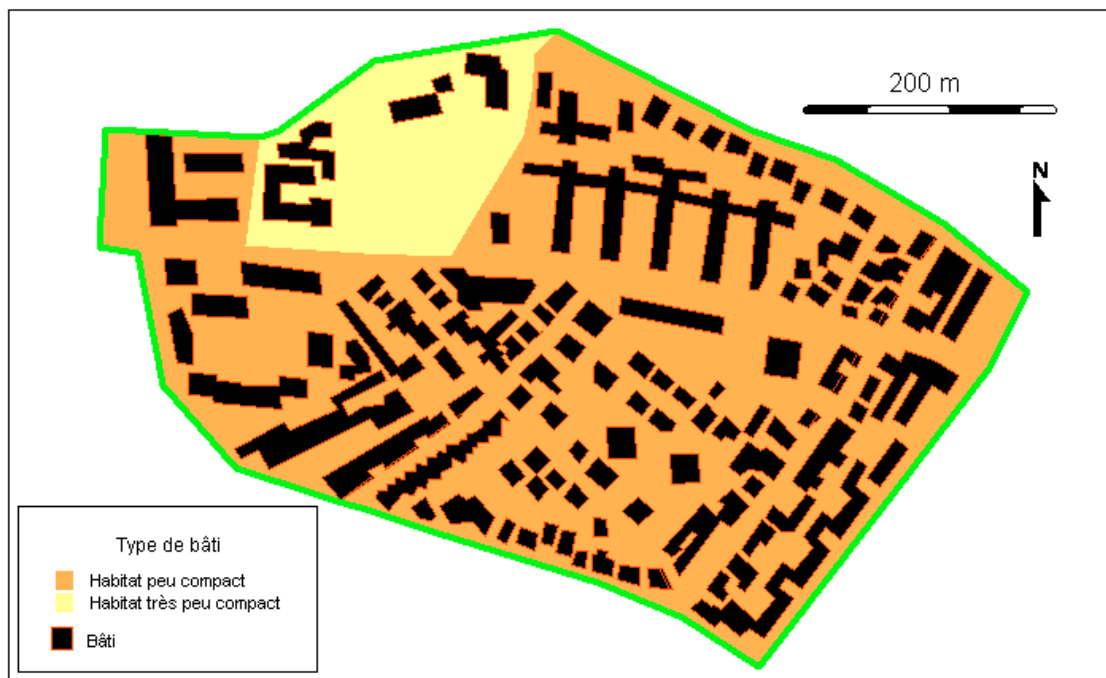 200 m
N
Type de bâti
Habitat peu compact
Habitat très peu compact
Bâti